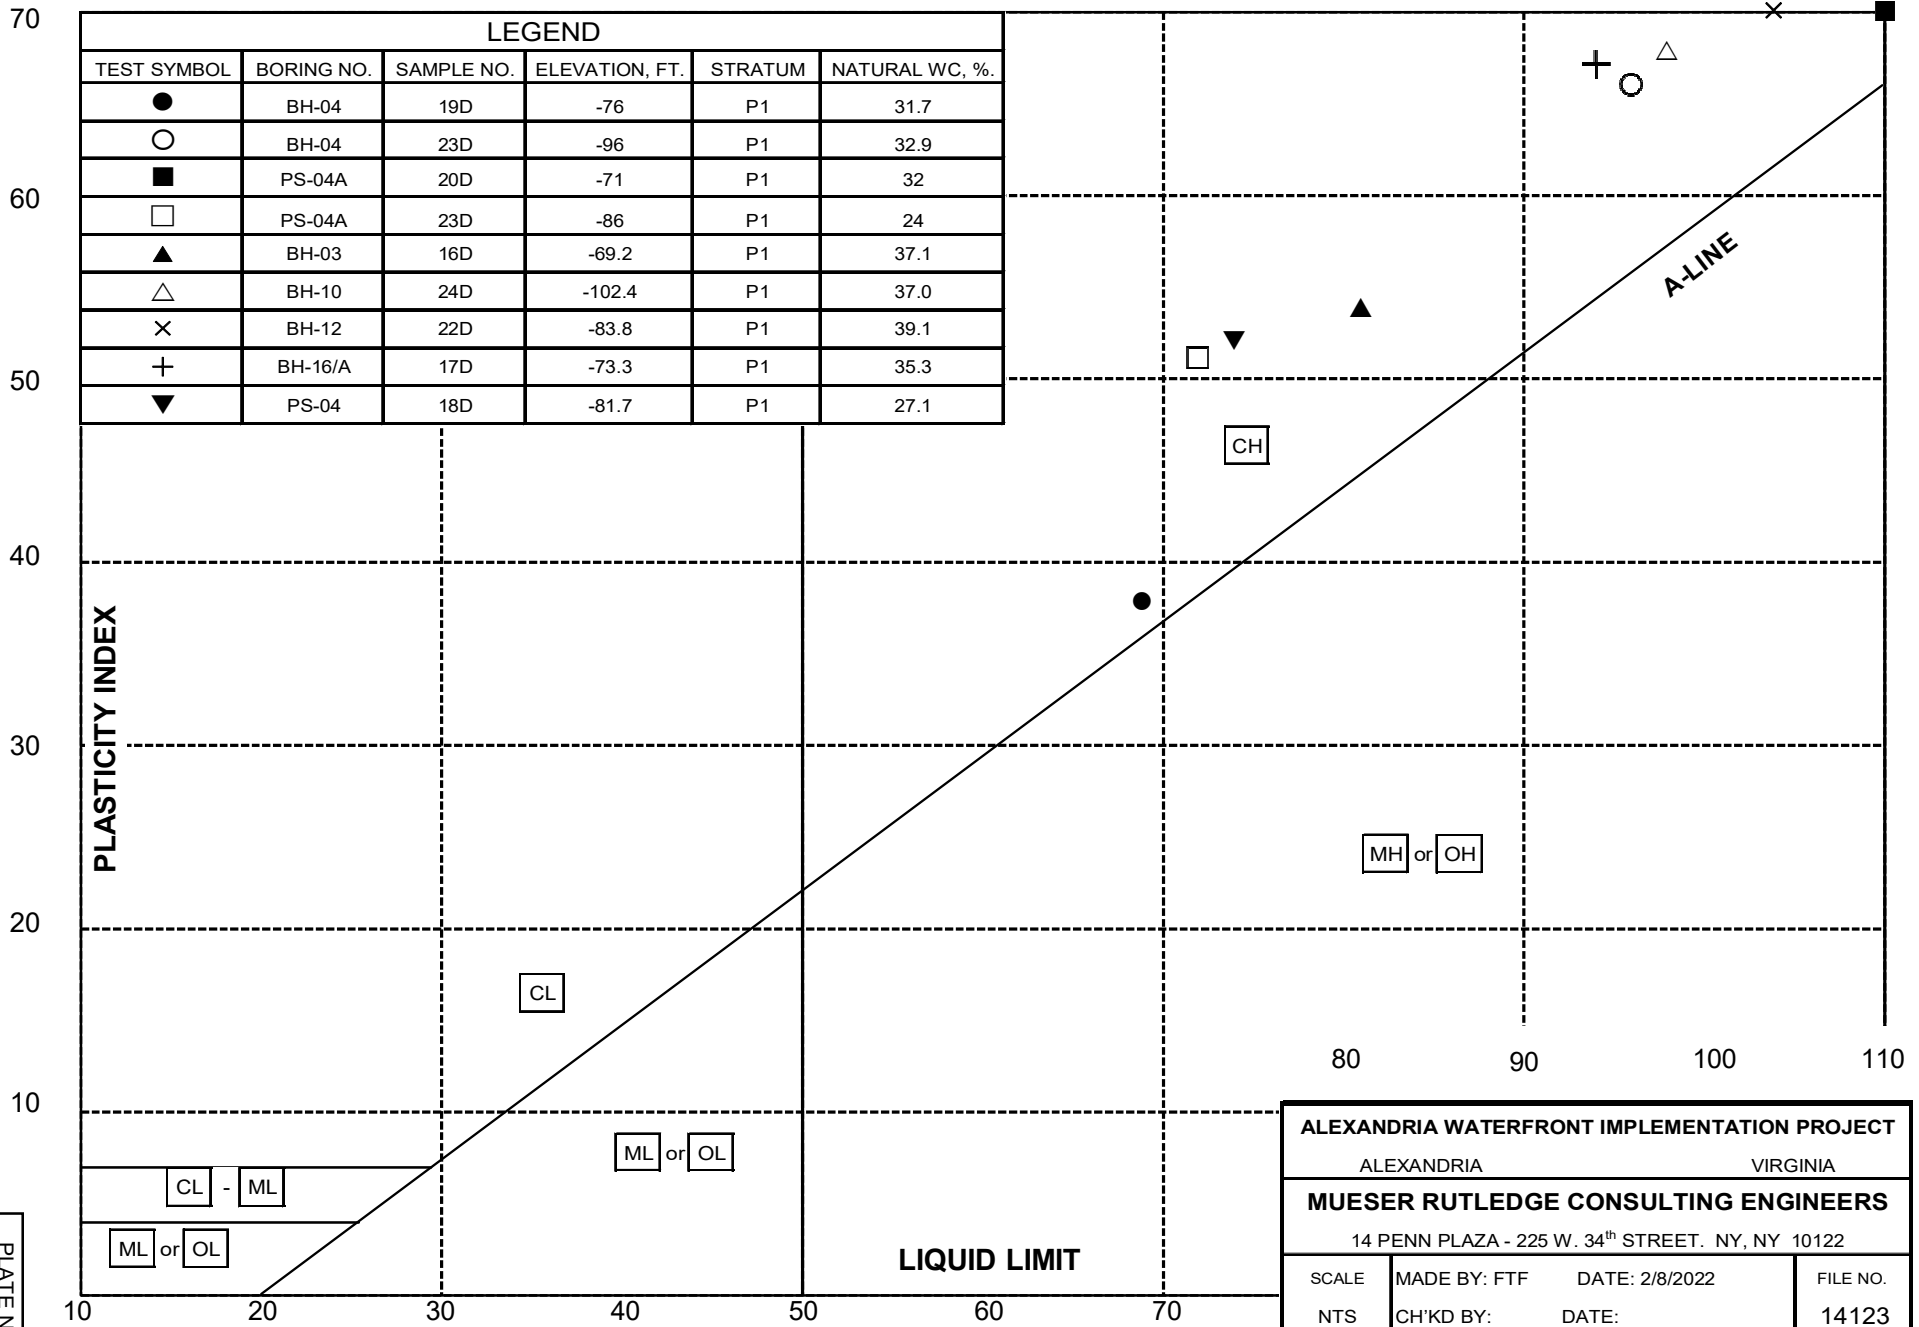 70
LEGEND
TEST SYMBOL BORING NO. SAMPLE NO. ELEVATION, FT. STRATUM NATURAL WC, %.
BH-04 19D -76 P1 31.7
BH-04 23D -96 P1 32.9
PS-04A 20D -71 P1 32
PS-04A 23D -86 P1 24
BH-03 16D -69.2 P1 37.1
BH-10 24D -102.4 P1 37.0
BH-12 22D -83.8 P1 39.1
BH-16/A 17D -73.3 P1 35.3
PS-04 18D -81.7 P1 27.1
60
A-LINE
50
CH
40
PLASTICITY INDEX
30
MH or OH
20
CL
80 90 100 110
10
ML or OL
CL - ML
ML or OL
LIQUID LIMIT
10 20 30 40 50 60 70
ALEXANDRIA WATERFRONT IMPLEMENTATION PROJECT
ALEXANDRIA VIRGINIA
MUESER RUTLEDGE CONSULTING ENGINEERS
14 PENN PLAZA - 225 W. 34th STREET. NY, NY 10122
SCALE MADE BY: FTF DATE: 2/8/2022 FILE NO.
NTS CH'KD BY: DATE: 14123
PLATE